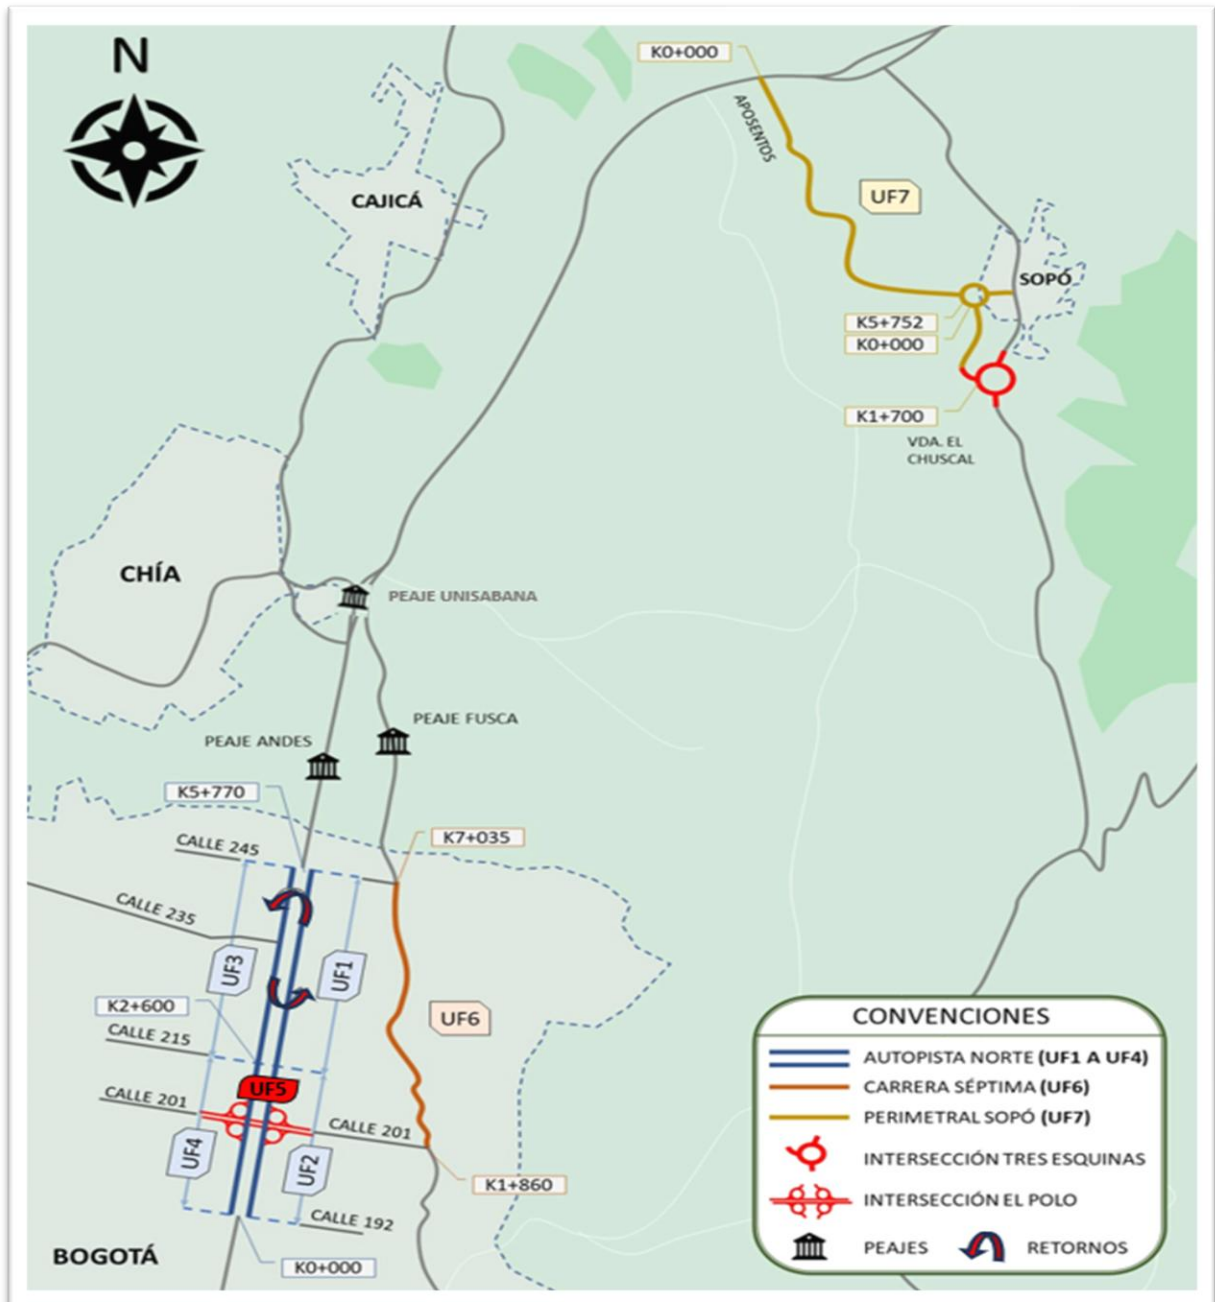 N
K0+000
APOSENTOS
UF7
CAJICÁ
SOPÓ
K5+752
K0+000
K1+700
VDA. EL
CHUSCAL
CHÍA
PEAJE UNISABANA
PEAJE FUSCA
PEAJE ANDES
K5+770
K7+035
CALLE 245
CALLE 235
UF3
UF1
K2+600
UF6
CALLE 215
UF5
CALLE 201
CALLE 201
UF4
UF2
K1+860
CALLE 192
BOGOTÁ
K0+000
CONVENCIONES
AUTOPISTA NORTE (UF1 A UF4)
CARRERA SÉPTIMA (UF6)
PERIMETRAL SOPÓ (UF7)
INTERSECCIÓN TRES ESQUINAS
INTERSECCIÓN EL POLO
PEAJES
RETORNOS